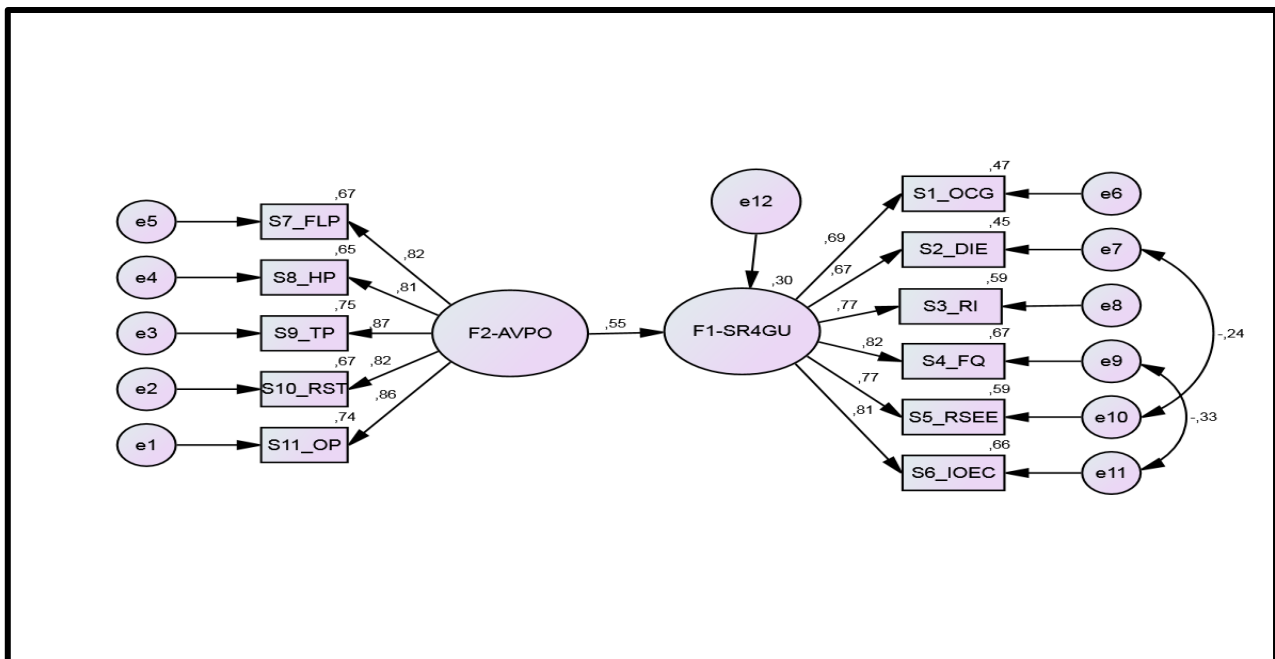 ,67
e5
S7_FLP
,82
,65
e4
S8_HP
,81
,75
e3
S9_TP
,87
,67
e2
S10_RST
,82
,74
e1
S11_OP
,86
F2-AVPO
,55
e12
,30
F1-SR4GU
,47
,69
S1_OCG
e6
,45
,67
S2_DIE
e7
,59
,77
S3_RI
e8
,67
,82
S4_FQ
e9
,59
,77
S5_RSEE
e10
,66
,81
S6_IOEC
e11
-,24
-,33